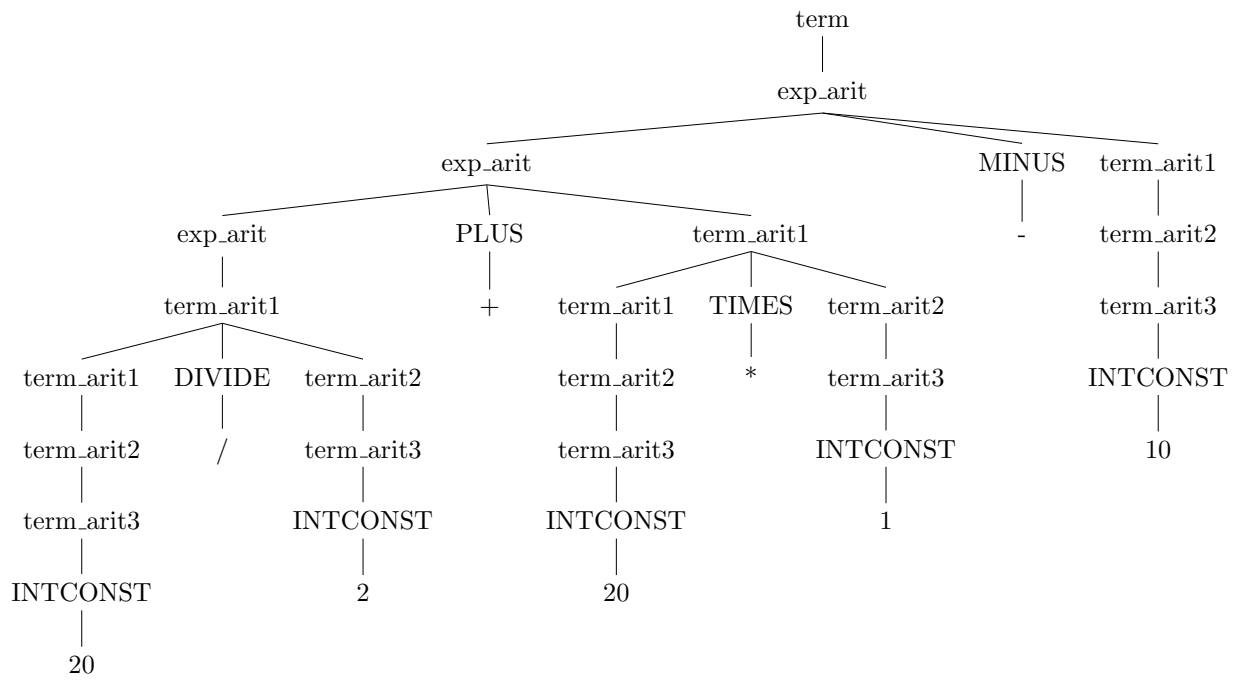 term
exp_arit
exp_arit MINUS term_arit1
exp_arit PLUS term_arit1 - term_arit2
term_arit1 + term_arit1 TIMES term_arit2 term_arit3
term_arit1 DIVIDE term_arit2 term_arit2 * term_arit3 INTCONST
term_arit2 / term_arit3 term_arit3 INTCONST 10
term_arit3 INTCONST INTCONST 1
INTCONST 2 20
20